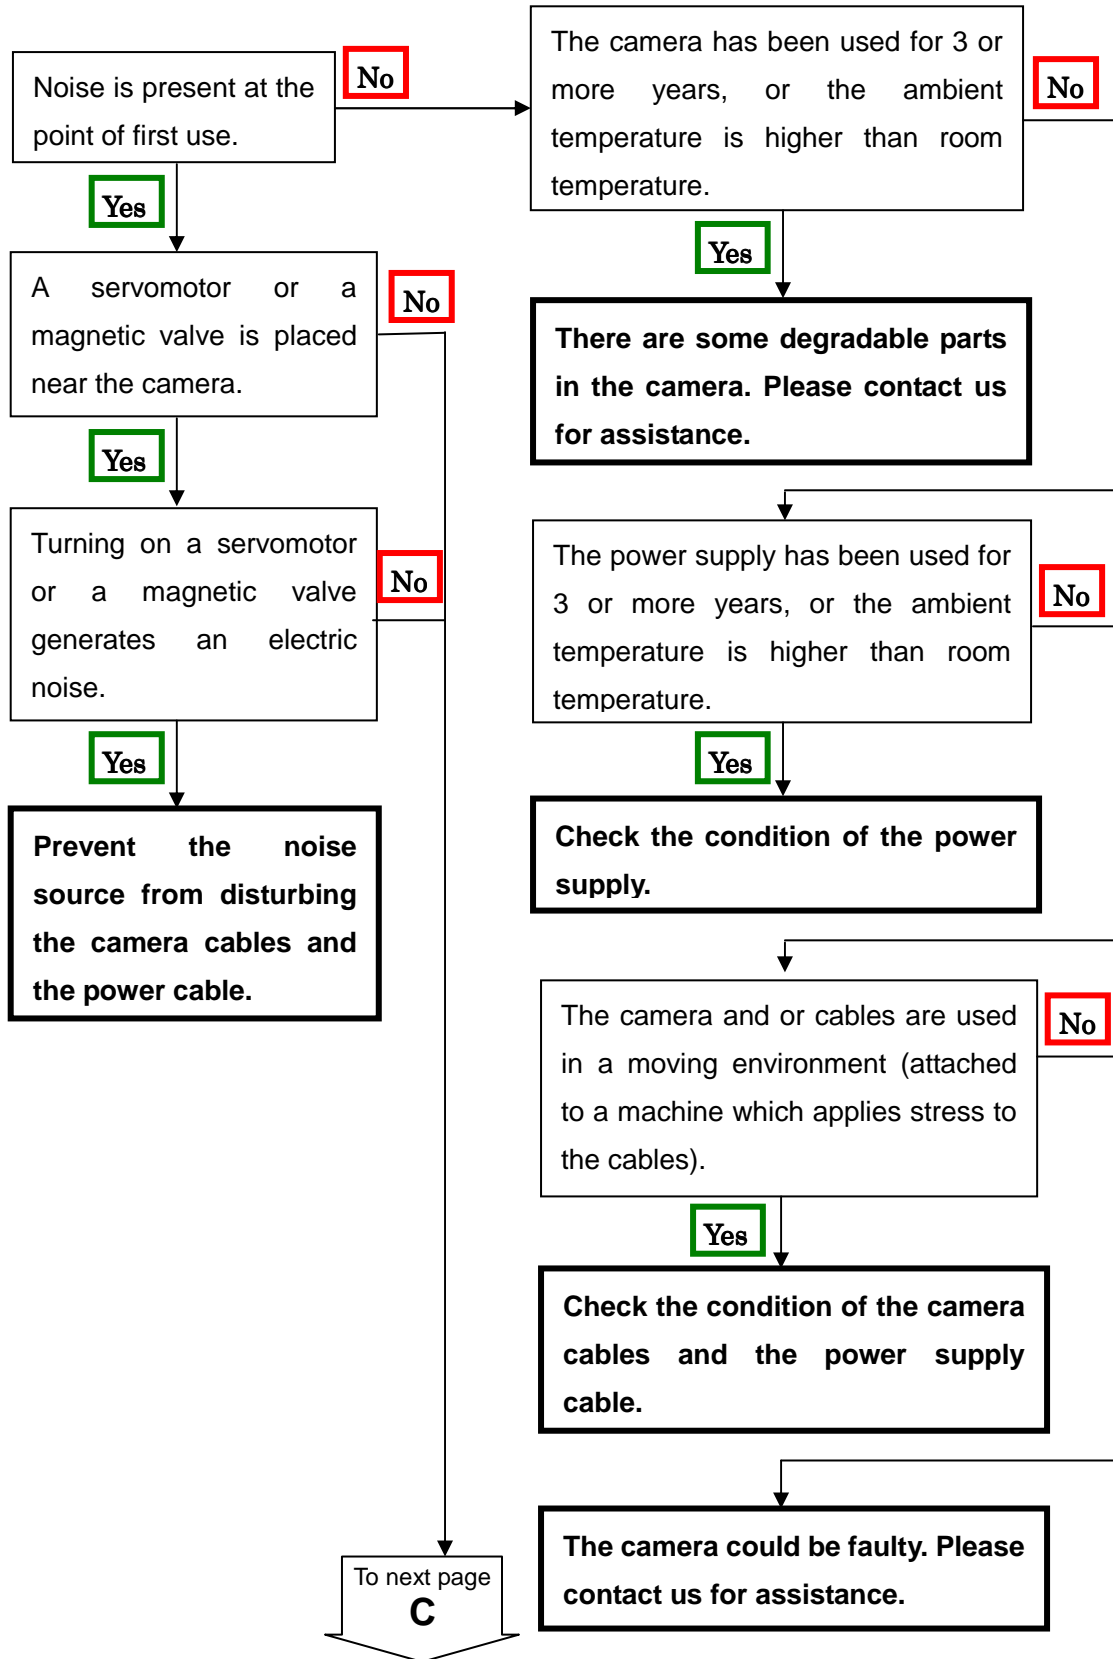 Noise is present at the
point of first use.
No
Yes
A servomotor or a
magnetic valve is placed
near the camera.
No
Yes
Turning on a servomotor
or a magnetic valve
generates an electric
noise.
No
Yes
Prevent the noise
source from disturbing
the camera cables and
the power cable.
To next page
C
The camera has been used for 3 or
more years, or the ambient
temperature is higher than room
temperature.
No
Yes
There are some degradable parts
in the camera. Please contact us
for assistance.
The power supply has been used for
3 or more years, or the ambient
temperature is higher than room
temperature.
No
Yes
Check the condition of the power
supply.
The camera and or cables are used
in a moving environment (attached
to a machine which applies stress to
the cables).
No
Yes
Check the condition of the camera
cables and the power supply
cable.
The camera could be faulty. Please
contact us for assistance.